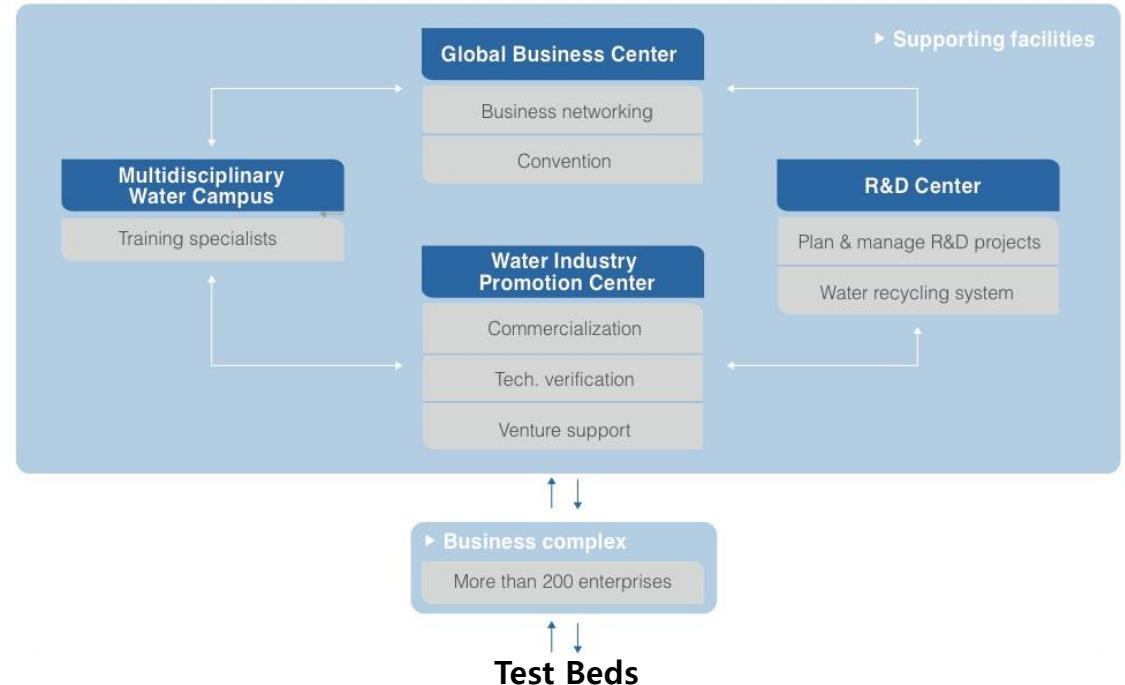 Supporting facilities
Global Business Center
Business networking
Convention
Multidisciplinary
Water Campus
Training specialists
R&D Center
Plan & manage R&D projects
Water recycling system
Water Industry
Promotion Center
Commercialization
Tech. verification
Venture support
Business complex
More than 200 enterprises
Test Beds